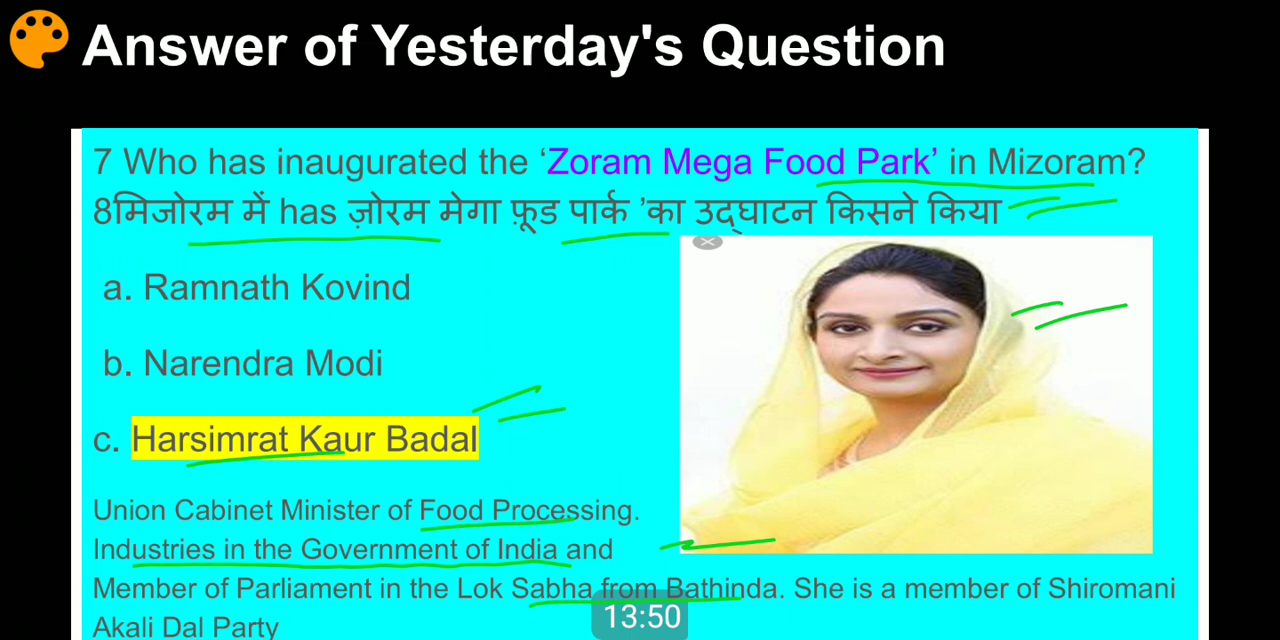 Answer of Yesterday's Question
7 Who has inaugurated the ‘Zoram Mega Food Park’ in Mizoram?
8मिजोरम में has ज़ोरम मेगा फ़ूड पार्क ’का उद्घाटन किसने किया
a. Ramnath Kovind
b. Narendra Modi
c. Harsimrat Kaur Badal
Union Cabinet Minister of Food Processing.
Industries in the Government of India and
Member of Parliament in the Lok Sabha from Bathinda. She is a member of Shiromani
Akali Dal Party
13:50